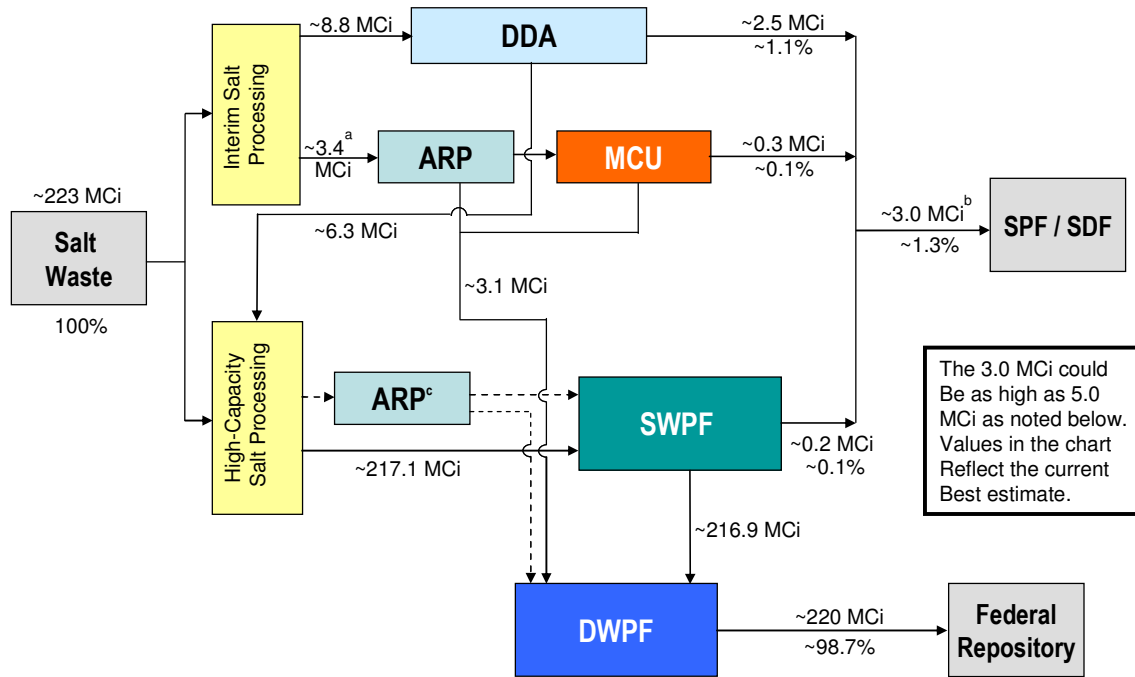 ~8.8 MCi
DDA
~2.5 MCi
~1.1%
Interim Salt
Processing
~3.4a
MCi
ARP
MCU
~0.3 MCi
~0.1%
~223 MCi
Salt
Waste
100%
~6.3 MCi
~3.0 MCib
~1.3%
SPF / SDF
~3.1 MCi
High-Capacity
Salt Processing
ARPc
SWPF
~217.1 MCi
~0.2 MCi
~0.1%
The 3.0 MCi could
Be as high as 5.0
MCi as noted below.
Values in the chart
Reflect the current
Best estimate.
~216.9 MCi
DWPF
~220 MCi
~98.7%
Federal
Repository